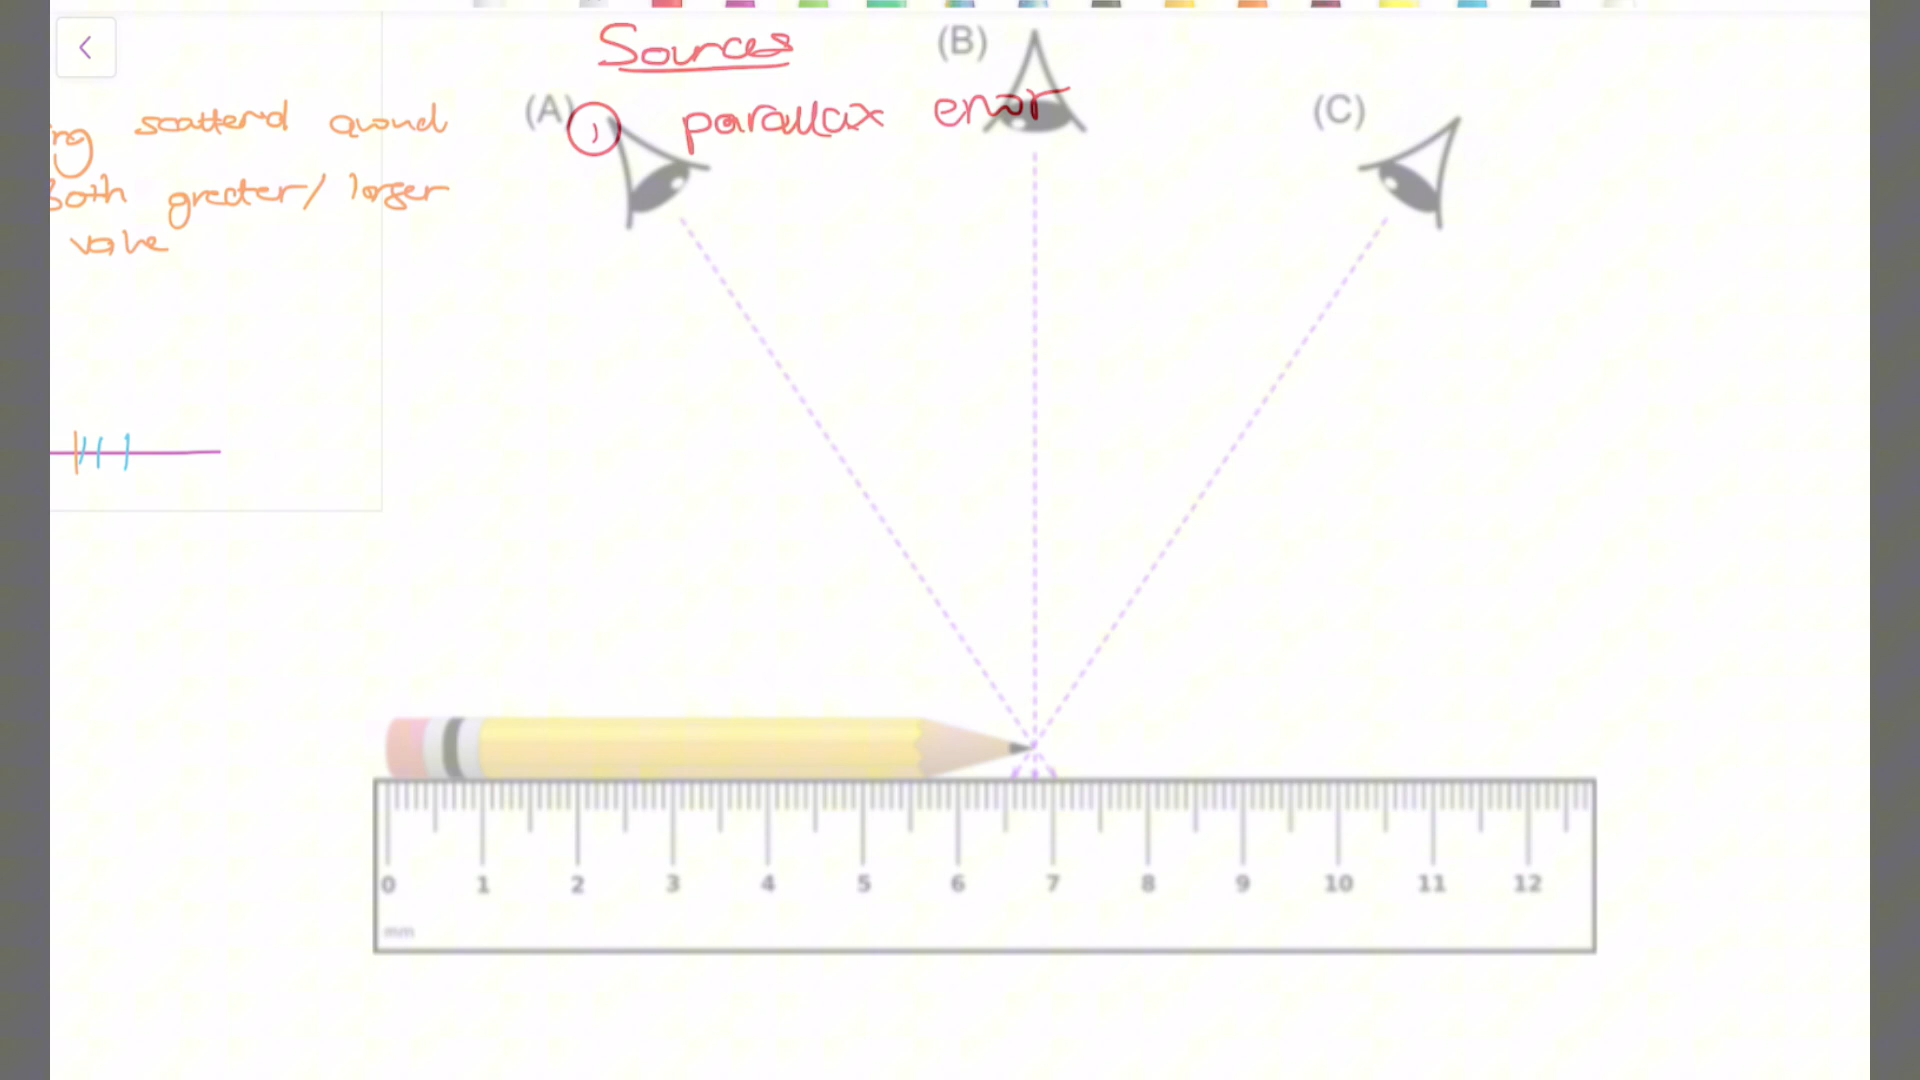 Sources
(B)
(A)
1
parallax error
(C)
scatterd around
both greater/ larger
value
0 1 2 3 4 5 6 7 8 9 10 11 12
mm